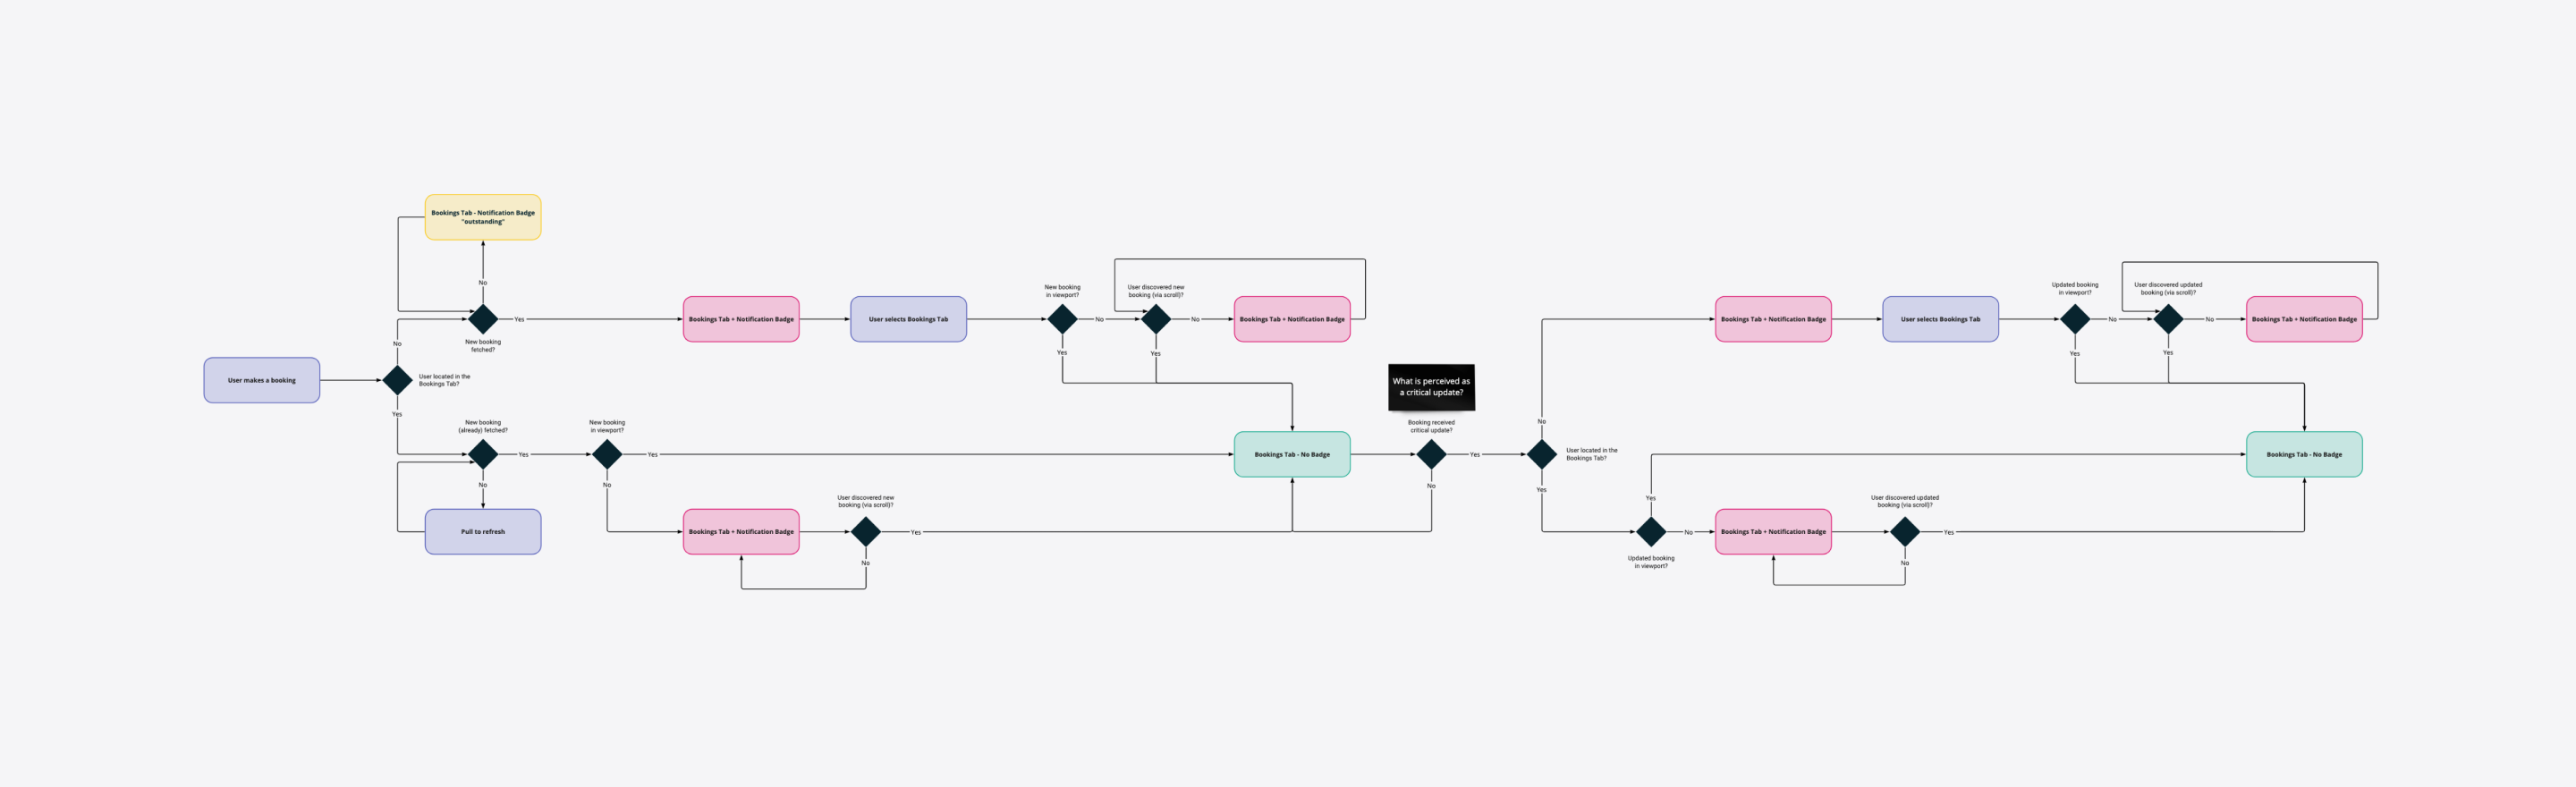 Bookings Tab - Notification Badge
"outstanding"
No
New booking
fetched?
Yes
Bookings Tab + Notification Badge
User selects Bookings Tab
New booking
in viewport?
No
Yes
User discovered new
booking (via scroll)?
No
Yes
Bookings Tab + Notification Badge
User makes a booking
No
User located in the
Bookings Tab?
Yes
New booking
(already) fetched?
Yes
No
Pull to refresh
New booking
in viewport?
Yes
No
Bookings Tab + Notification Badge
User discovered new
booking (via scroll)?
Yes
No
Bookings Tab - No Badge
What is perceived as
a critical update?
Booking received
critical update?
Yes
No
No
User located in the
Bookings Tab?
Yes
Bookings Tab + Notification Badge
User selects Bookings Tab
Updated booking
in viewport?
No
Yes
User discovered updated
booking (via scroll)?
No
Yes
Bookings Tab + Notification Badge
Yes
No
Updated booking
in viewport?
Bookings Tab + Notification Badge
User discovered updated
booking (via scroll)?
Yes
No
Bookings Tab - No Badge